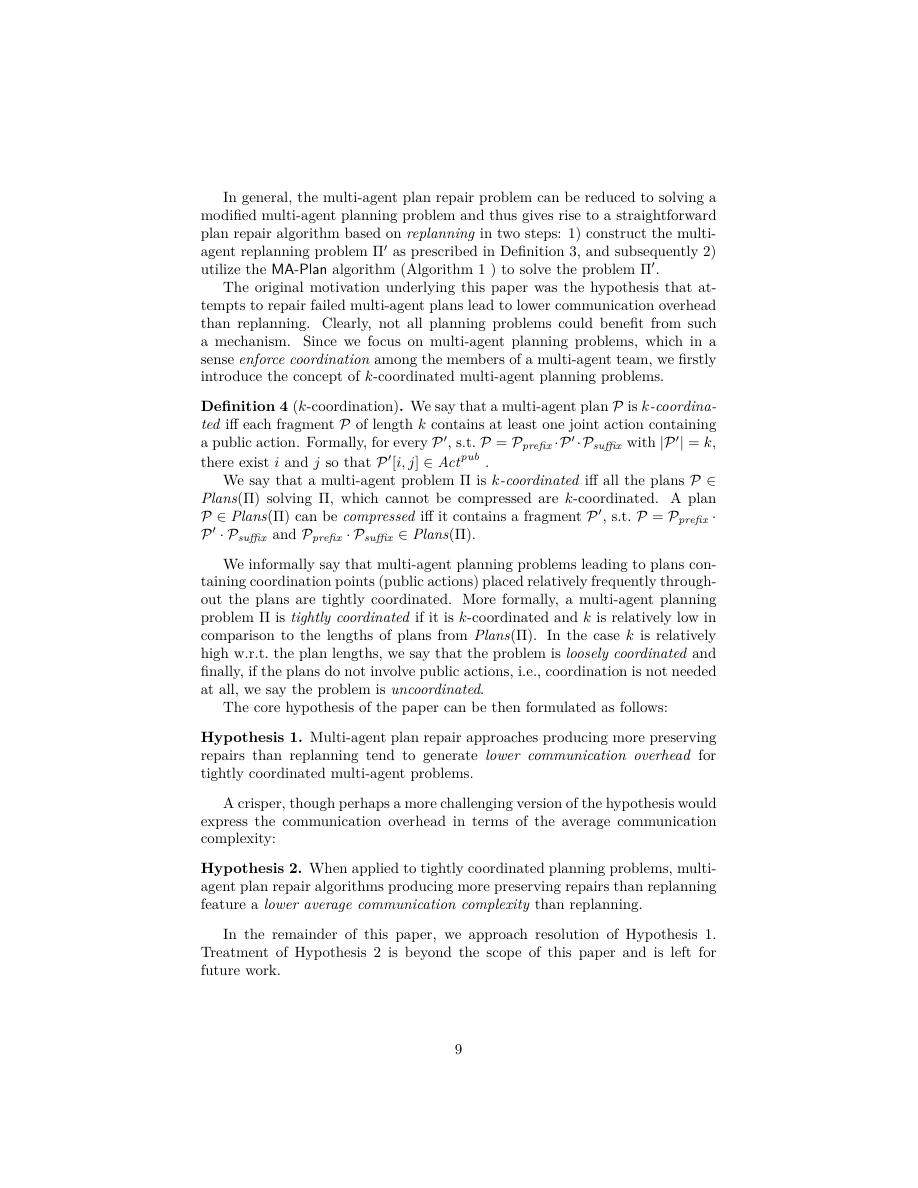 In general, the multi-agent plan repair problem can be reduced to solving a
modified multi-agent planning problem and thus gives rise to a straightforward
plan repair algorithm based on replanning in two steps: 1) construct the multi-
agent replanning problem Π′ as prescribed in Definition 3, and subsequently 2)
utilize the MA-Plan algorithm (Algorithm 1 ) to solve the problem Π′.
The original motivation underlying this paper was the hypothesis that at-
tempts to repair failed multi-agent plans lead to lower communication overhead
than replanning. Clearly, not all planning problems could benefit from such
a mechanism. Since we focus on multi-agent planning problems, which in a
sense enforce coordination among the members of a multi-agent team, we firstly
introduce the concept of k-coordinated multi-agent planning problems.
Definition 4 (k-coordination). We say that a multi-agent plan 𝒫 is k-coordina-
ted iff each fragment 𝒫 of length k contains at least one joint action containing
a public action. Formally, for every 𝒫′, s.t. 𝒫 = 𝒫prefix · 𝒫′ · 𝒫suffix with |𝒫′| = k,
there exist i and j so that 𝒫′[i, j] ∈ Act^pub .
We say that a multi-agent problem Π is k-coordinated iff all the plans 𝒫 ∈
Plans(Π) solving Π, which cannot be compressed are k-coordinated. A plan
𝒫 ∈ Plans(Π) can be compressed iff it contains a fragment 𝒫′, s.t. 𝒫 = 𝒫prefix ·
𝒫′ · 𝒫suffix and 𝒫prefix · 𝒫suffix ∈ Plans(Π).
We informally say that multi-agent planning problems leading to plans con-
taining coordination points (public actions) placed relatively frequently through-
out the plans are tightly coordinated. More formally, a multi-agent planning
problem Π is tightly coordinated if it is k-coordinated and k is relatively low in
comparison to the lengths of plans from Plans(Π). In the case k is relatively
high w.r.t. the plan lengths, we say that the problem is loosely coordinated and
finally, if the plans do not involve public actions, i.e., coordination is not needed
at all, we say the problem is uncoordinated.
The core hypothesis of the paper can be then formulated as follows:
Hypothesis 1. Multi-agent plan repair approaches producing more preserving
repairs than replanning tend to generate lower communication overhead for
tightly coordinated multi-agent problems.
A crisper, though perhaps a more challenging version of the hypothesis would
express the communication overhead in terms of the average communication
complexity:
Hypothesis 2. When applied to tightly coordinated planning problems, multi-
agent plan repair algorithms producing more preserving repairs than replanning
feature a lower average communication complexity than replanning.
In the remainder of this paper, we approach resolution of Hypothesis 1.
Treatment of Hypothesis 2 is beyond the scope of this paper and is left for
future work.
9